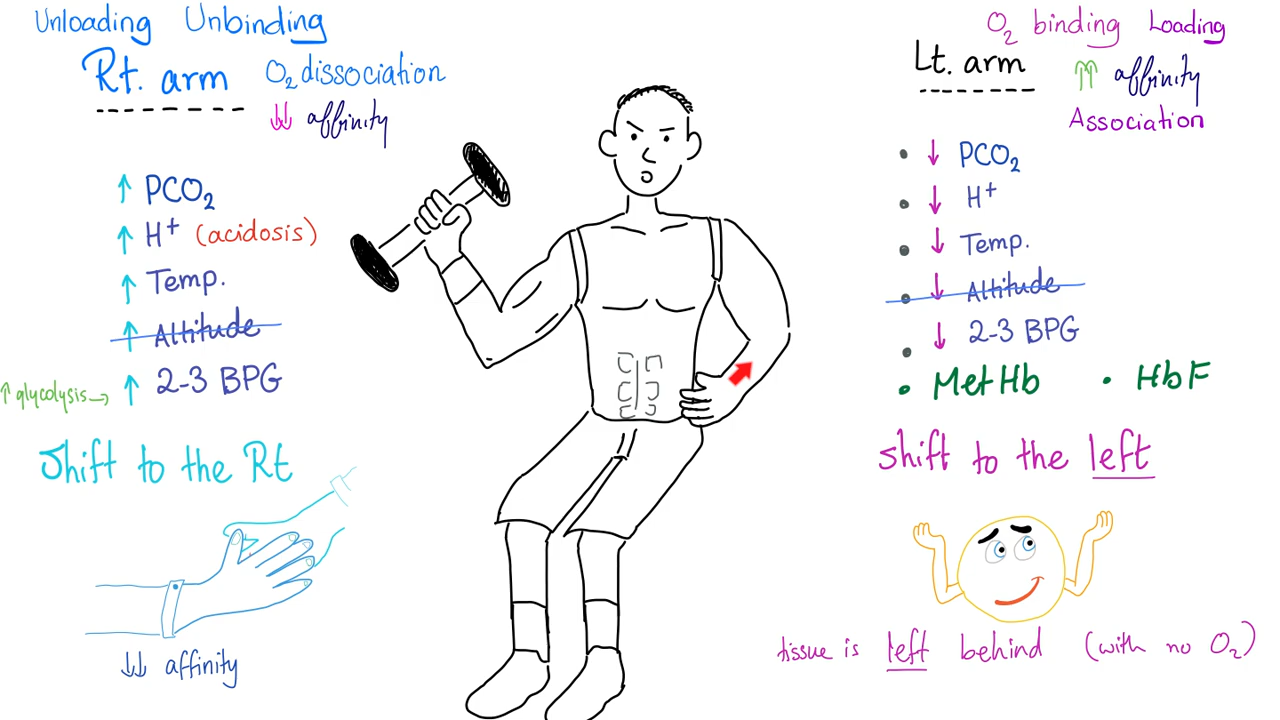 Unloading Unbinding
Rt. arm
O₂ dissociation
↓↓ affinity
↑ PCO₂
↑ H⁺ (acidosis)
↑ Temp.
↑ Altitude
↑ glycolysis → ↑ 2-3 BPG
Shift to the Rt
↓↓ affinity
O₂ binding Loading
Lt. arm
↑↑ affinity
Association
• ↓ PCO₂
• ↓ H⁺
• ↓ Temp.
• ↓ Altitude
• ↓ 2-3 BPG
• MetHb • HbF
shift to the left
tissue is left behind (with no O₂)